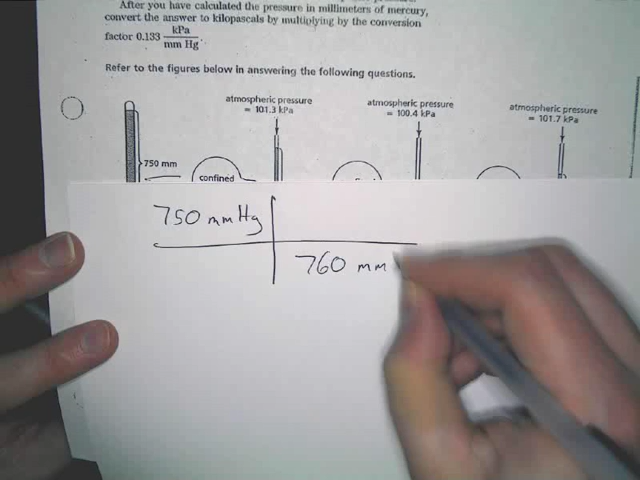 After you have calculated the pressure in millimeters of mercury,
convert the answer to kilopascals by multiplying by the conversion
factor 0.133 kPa
mm Hg.
Refer to the figures below in answering the following questions.
atmospheric pressure
= 101.3 kPa
atmospheric pressure
= 100.4 kPa
atmospheric pressure
= 101.7 kPa
750 mm
confined
750 mmHg
760 mm